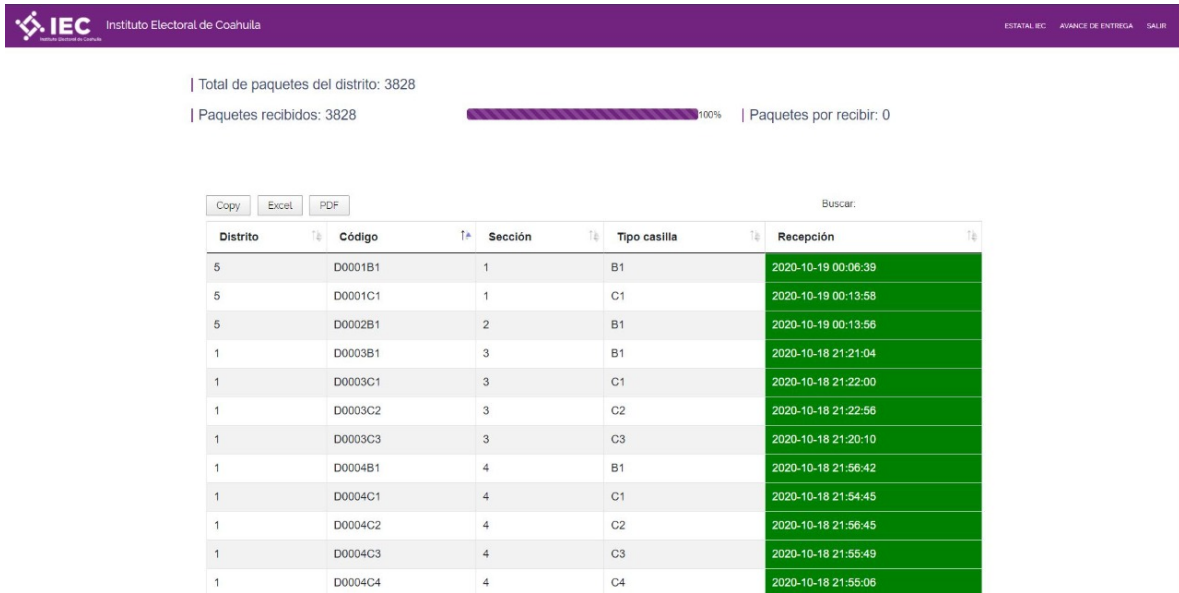 IEC Instituto Electoral de Coahuila ESTATAL IEC AVANCE DE ENTREGA SALIR
Instituto Electoral de Coahuila
Total de paquetes del distrito: 3828
Paquetes recibidos: 3828 100% Paquetes por recibir: 0
Copy Excel PDF Buscar:
Distrito Código Sección Tipo casilla Recepción
5 D0001B1 1 B1 2020-10-19 00:06:39
5 D0001C1 1 C1 2020-10-19 00:13:58
5 D0002B1 2 B1 2020-10-19 00:13:56
1 D0003B1 3 B1 2020-10-18 21:21:04
1 D0003C1 3 C1 2020-10-18 21:22:00
1 D0003C2 3 C2 2020-10-18 21:22:56
1 D0003C3 3 C3 2020-10-18 21:20:10
1 D0004B1 4 B1 2020-10-18 21:56:42
1 D0004C1 4 C1 2020-10-18 21:54:45
1 D0004C2 4 C2 2020-10-18 21:56:45
1 D0004C3 4 C3 2020-10-18 21:55:49
1 D0004C4 4 C4 2020-10-18 21:55:06